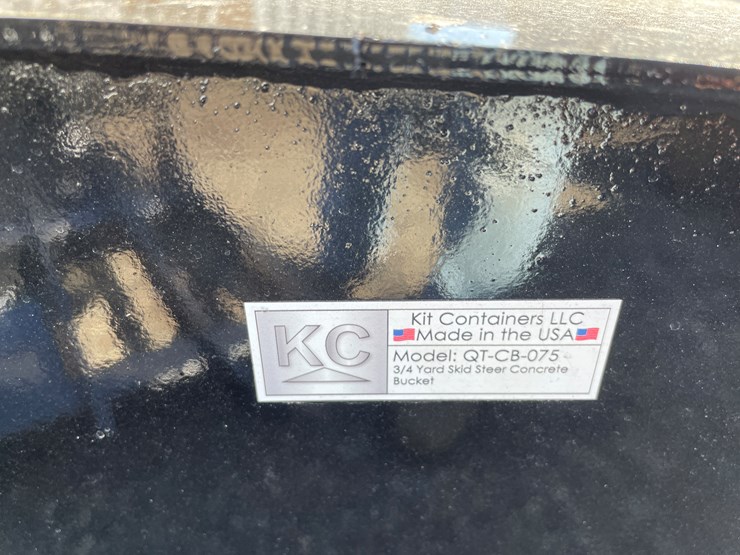 KC
Kit Containers LLC
Made in the USA
Model: QT-CB-075
3/4 Yard Skid Steer Concrete
Bucket